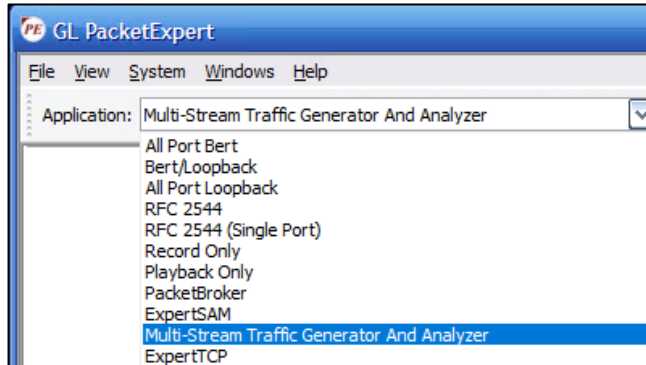 PE GL PacketExpert
File View System Windows Help
Application: Multi-Stream Traffic Generator And Analyzer
All Port Bert
Bert/Loopback
All Port Loopback
RFC 2544
RFC 2544 (Single Port)
Record Only
Playback Only
PacketBroker
ExpertSAM
Multi-Stream Traffic Generator And Analyzer
ExpertTCP